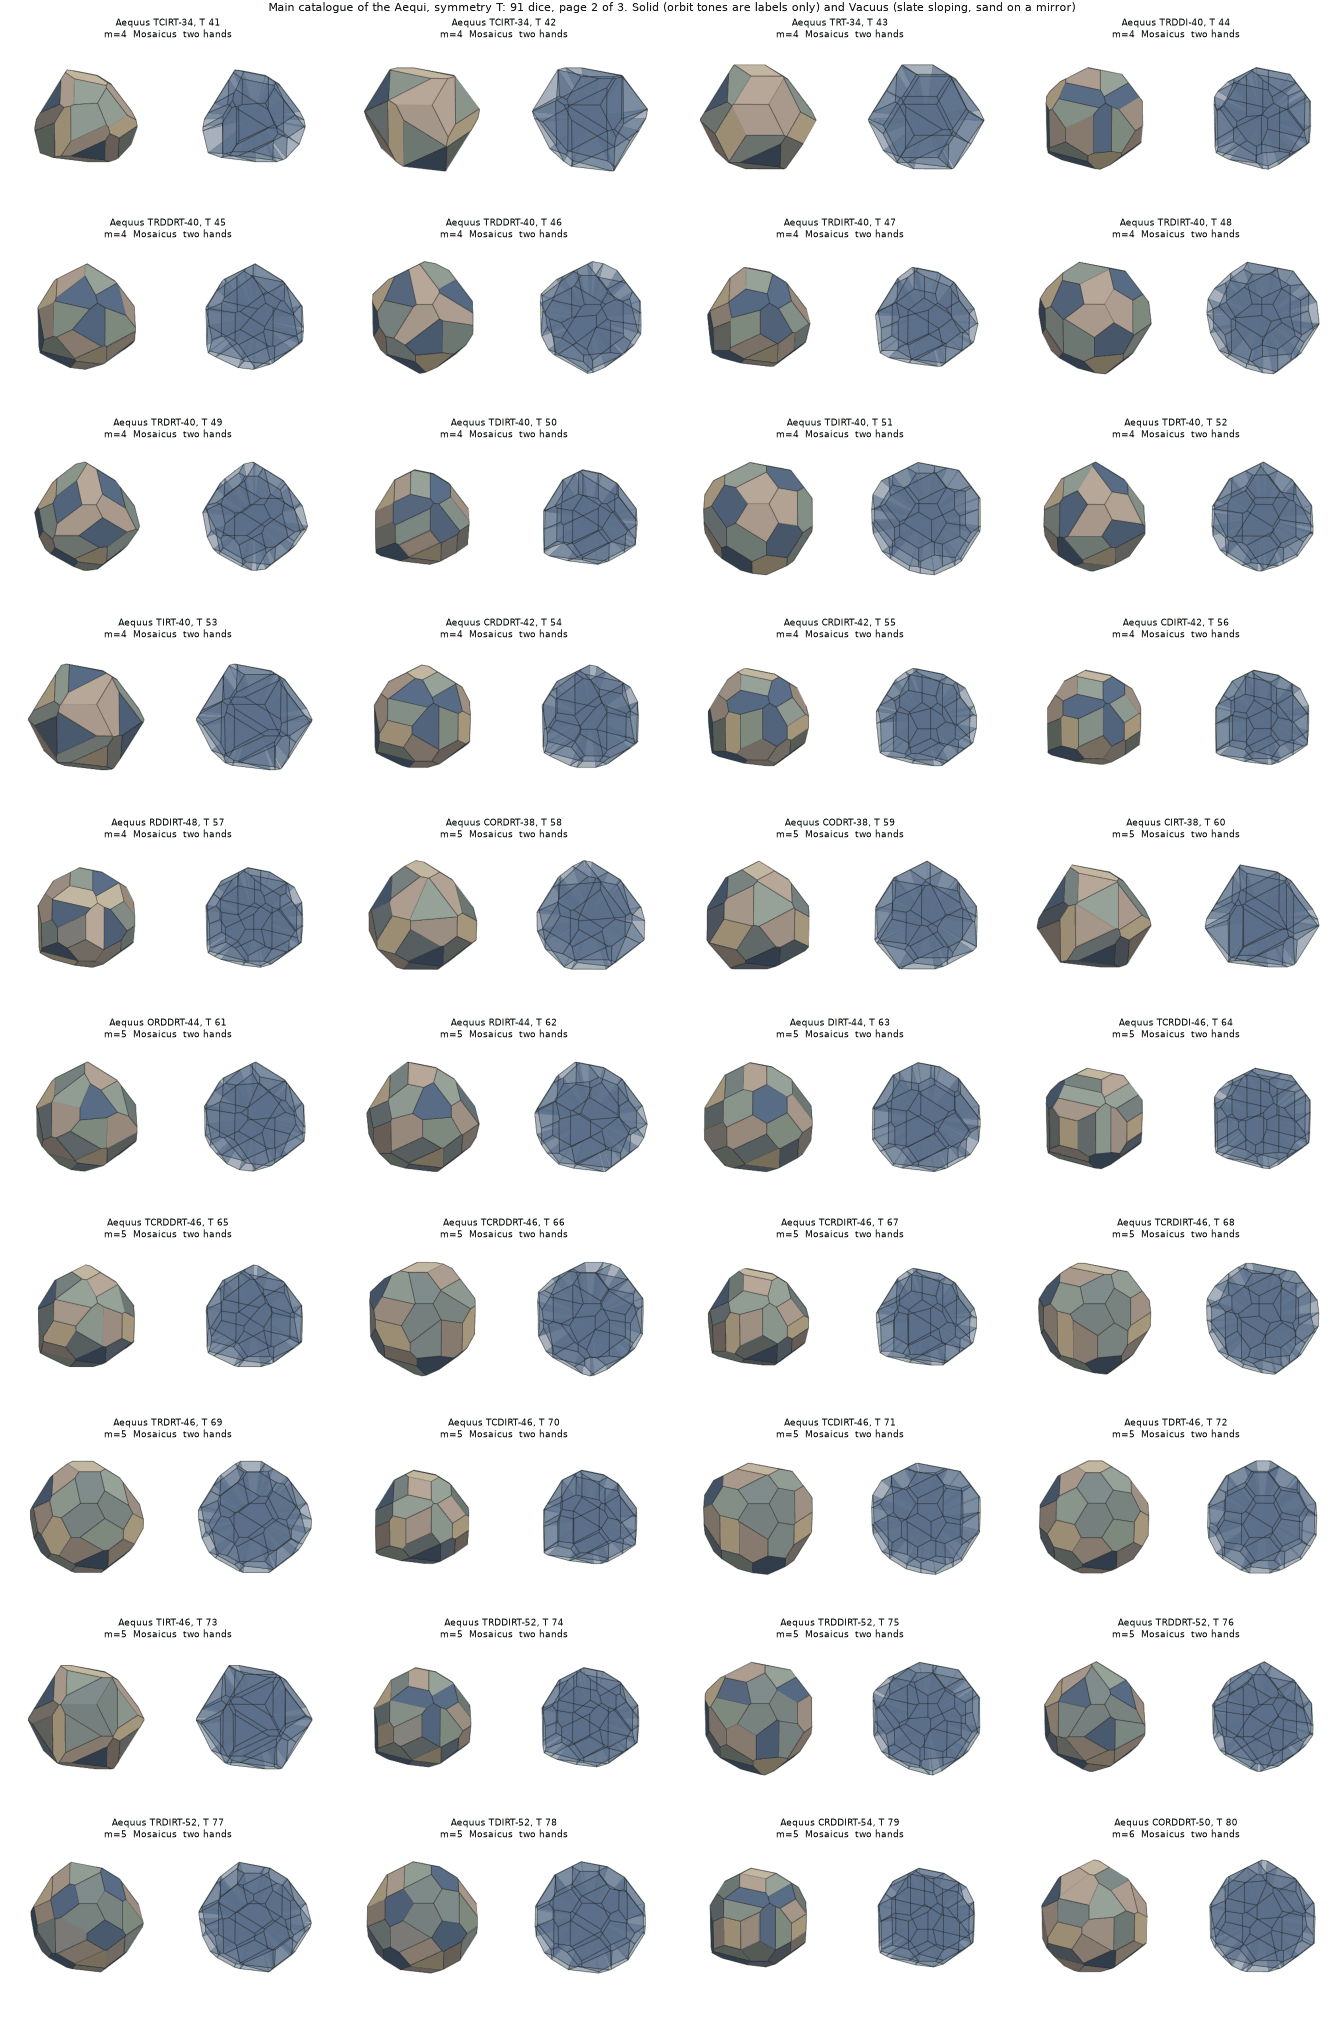 Main catalogue of the Aequi, symmetry T: 91 dice, page 2 of 3. Solid (orbit tones are labels only) and Vacuus (slate sloping, sand on a mirror)
Aequus TCIRT-34, T 41
m=4 Mosaicus two hands
Aequus TCIRT-34, T 42
m=4 Mosaicus two hands
Aequus TRT-34, T 43
m=4 Mosaicus two hands
Aequus TRDDI-40, T 44
m=4 Mosaicus two hands
Aequus TRDDRT-40, T 45
m=4 Mosaicus two hands
Aequus TRDDRT-40, T 46
m=4 Mosaicus two hands
Aequus TRDIRT-40, T 47
m=4 Mosaicus two hands
Aequus TRDIRT-40, T 48
m=4 Mosaicus two hands
Aequus TRDRT-40, T 49
m=4 Mosaicus two hands
Aequus TDIRT-40, T 50
m=4 Mosaicus two hands
Aequus TDIRT-40, T 51
m=4 Mosaicus two hands
Aequus TDRT-40, T 52
m=4 Mosaicus two hands
Aequus TIRT-40, T 53
m=4 Mosaicus two hands
Aequus CRDDRT-42, T 54
m=4 Mosaicus two hands
Aequus CRDIRT-42, T 55
m=4 Mosaicus two hands
Aequus CDIRT-42, T 56
m=4 Mosaicus two hands
Aequus RDDIRT-48, T 57
m=4 Mosaicus two hands
Aequus CORDRT-38, T 58
m=5 Mosaicus two hands
Aequus CODRT-38, T 59
m=5 Mosaicus two hands
Aequus CIRT-38, T 60
m=5 Mosaicus two hands
Aequus ORDDRT-44, T 61
m=5 Mosaicus two hands
Aequus RDIRT-44, T 62
m=5 Mosaicus two hands
Aequus DIRT-44, T 63
m=5 Mosaicus two hands
Aequus TCRDDI-46, T 64
m=5 Mosaicus two hands
Aequus TCRDDRT-46, T 65
m=5 Mosaicus two hands
Aequus TCRDDRT-46, T 66
m=5 Mosaicus two hands
Aequus TCRDIRT-46, T 67
m=5 Mosaicus two hands
Aequus TCRDIRT-46, T 68
m=5 Mosaicus two hands
Aequus TRDRT-46, T 69
m=5 Mosaicus two hands
Aequus TCDIRT-46, T 70
m=5 Mosaicus two hands
Aequus TCDIRT-46, T 71
m=5 Mosaicus two hands
Aequus TDRT-46, T 72
m=5 Mosaicus two hands
Aequus TIRT-46, T 73
m=5 Mosaicus two hands
Aequus TRDDIRT-52, T 74
m=5 Mosaicus two hands
Aequus TRDDIRT-52, T 75
m=5 Mosaicus two hands
Aequus TRDDRT-52, T 76
m=5 Mosaicus two hands
Aequus TRDIRT-52, T 77
m=5 Mosaicus two hands
Aequus TDIRT-52, T 78
m=5 Mosaicus two hands
Aequus CRDDIRT-54, T 79
m=5 Mosaicus two hands
Aequus CORDDRT-50, T 80
m=6 Mosaicus two hands